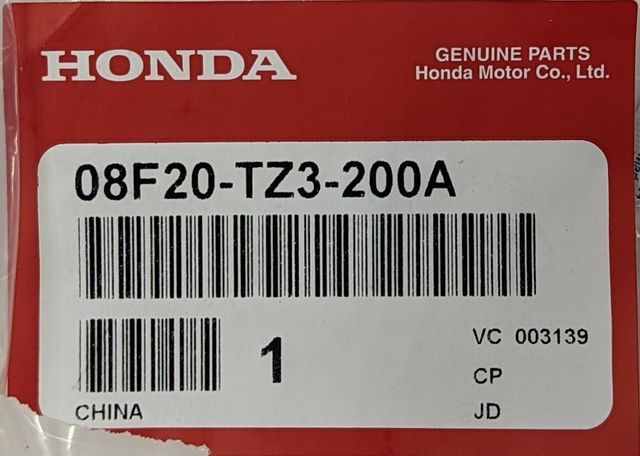 HONDA
GENUINE PARTS
Honda Motor Co., Ltd.
08F20-TZ3-200A
1
VC 003139
CP
CHINA
JD